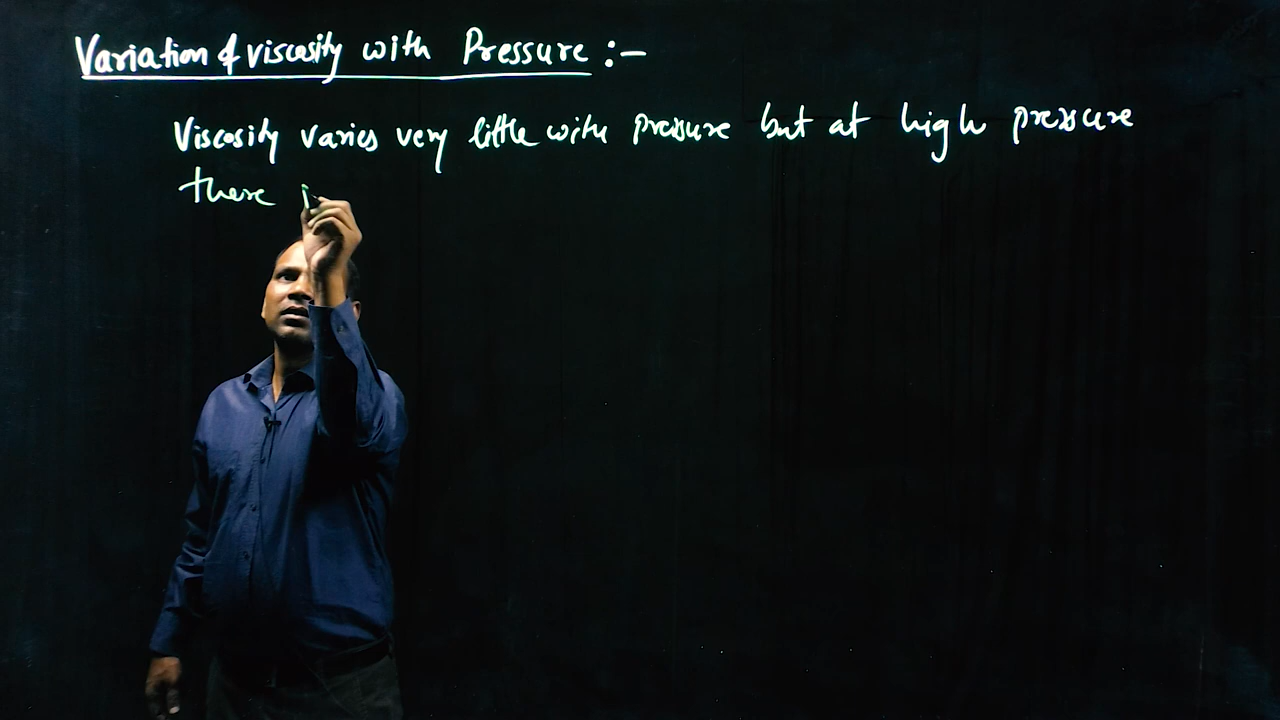 Variation of viscosity with Pressure :-
Viscosity varies very little with pressure but at high pressure
there i